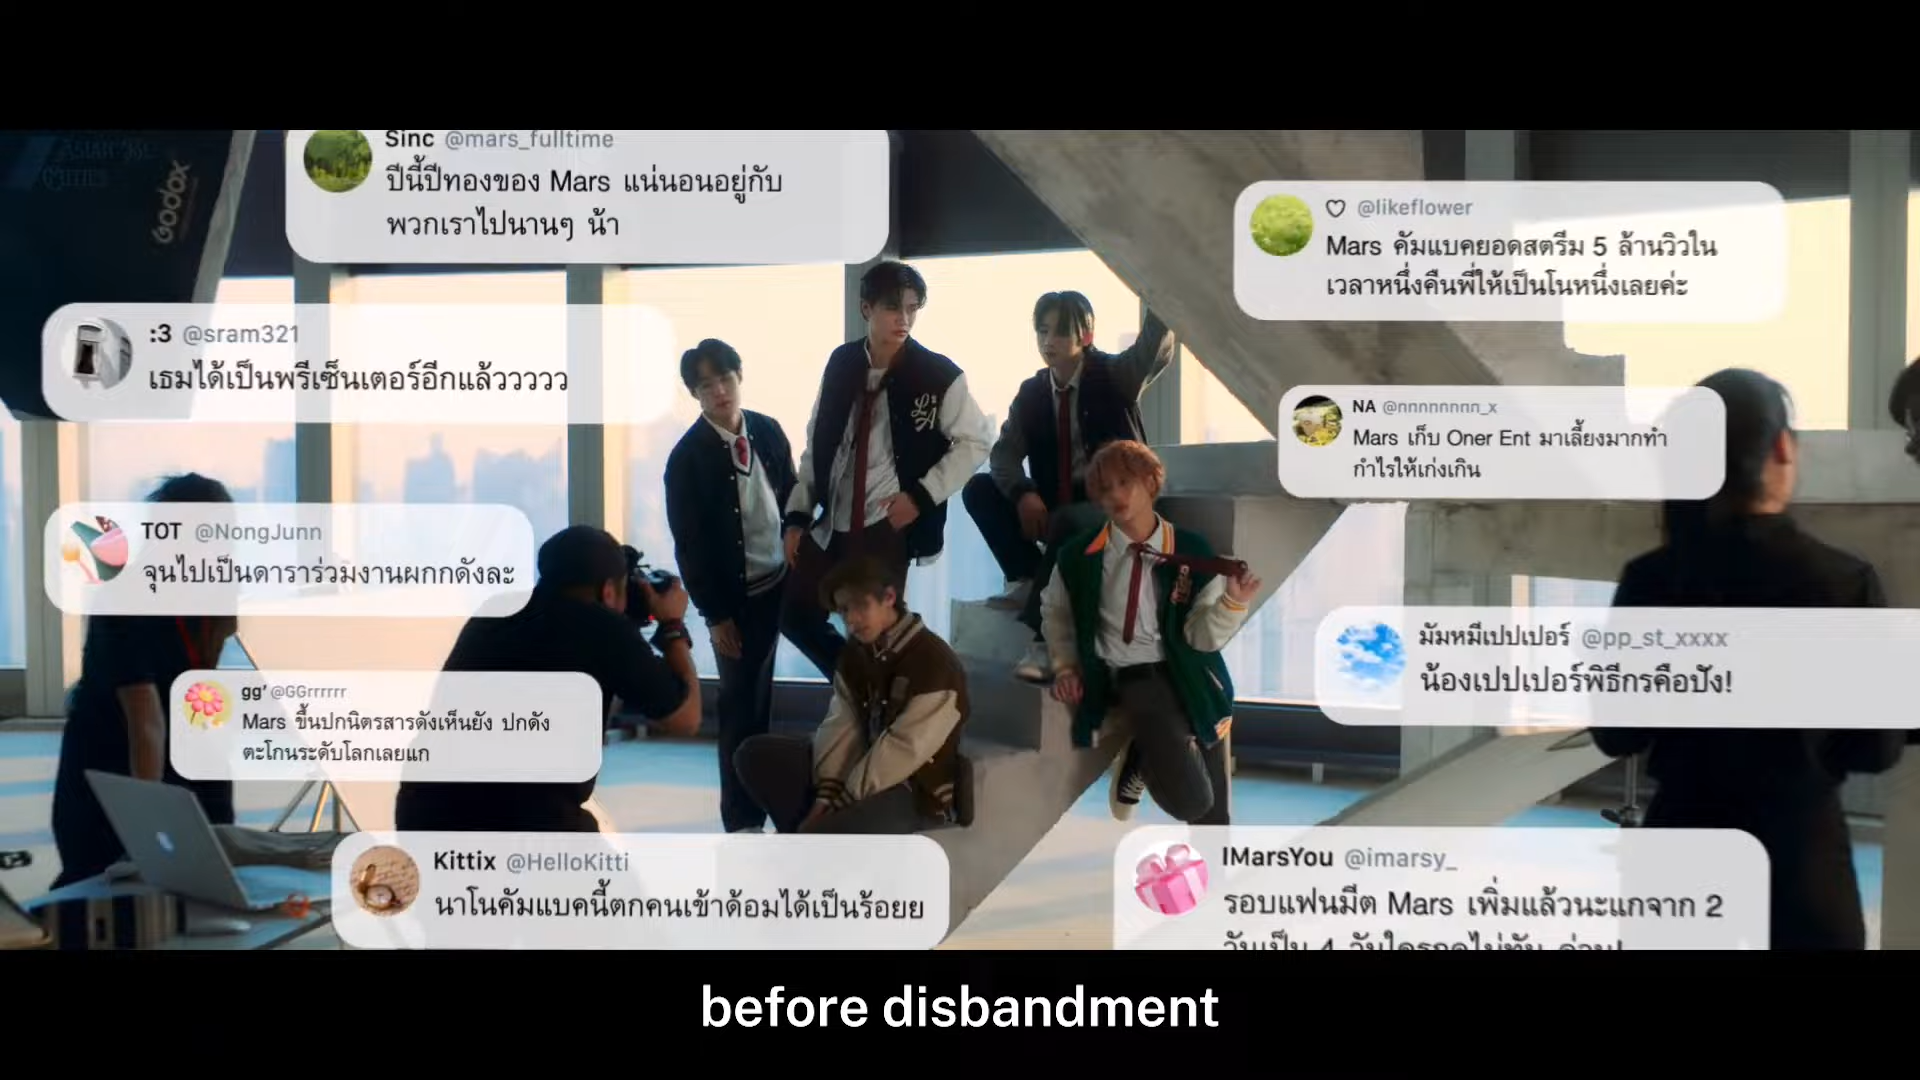 ASIAN
Godox
Sinc @mars_fulltime
ปีนี้ปีทองของ Mars แน่นอนอยู่กับ
พวกเราไปนานๆ น้า
♡ @likeflower
Mars คัมแบคยอดสตรีม 5 ล้านวิวใน
เวลาหนึ่งคืนพี่ให้เป็นโนหนึ่งเลยค่ะ
:3 @sram321
เธมได้เป็นพรีเซ็นเตอร์อีกแล้ววววว
NA @nnnnnnnn_x
Mars เก็บ Oner Ent มาเลี้ยงมากทำ
กำไรให้เก่งเกิน
TOT @NongJunn
จุนไปเป็นดาราร่วมงานผกกดังละ
มัมหมีเปปเปอร์ @pp_st_xxxx
น้องเปปเปอร์พิธีกรคือปัง!
gg' @GGrrrrrr
Mars ขึ้นปกนิตรสารดังเห็นยัง ปกดัง
ตะโกนระดับโลกเลยแก
Kittix @HelloKitti
นาโนคัมแบคนี้ตกคนเข้าด้อมได้เป็นร้อยย
IMarsYou @imarsy_
รอบแฟนมีต Mars เพิ่มแล้วนะแกจาก 2
before disbandment